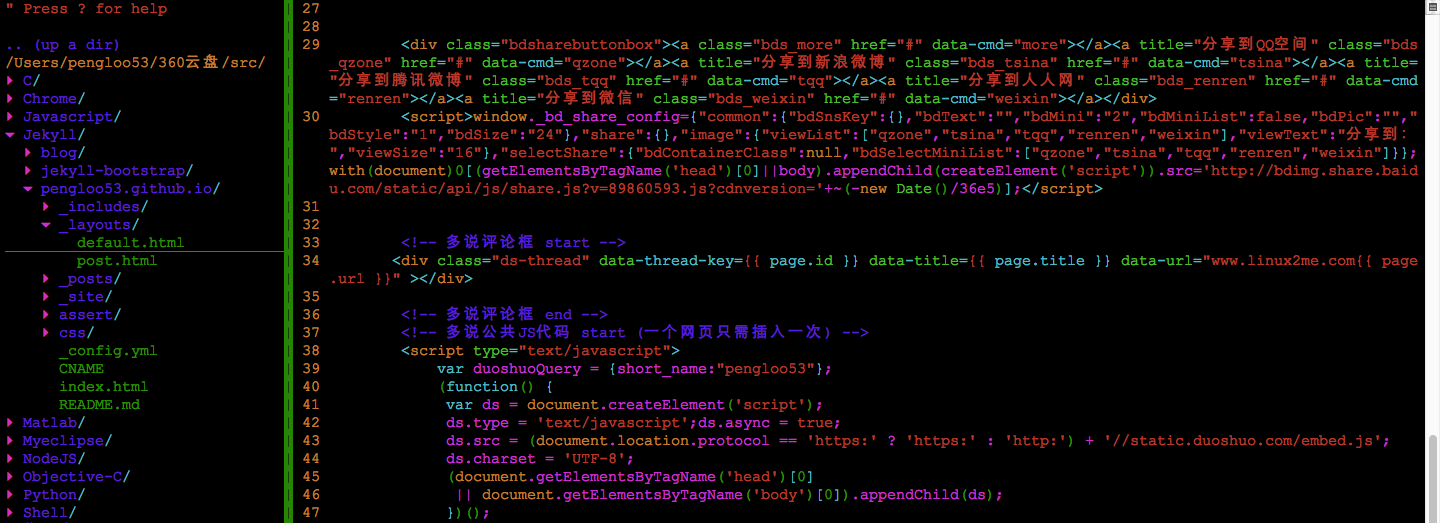 " Press ? for help
.. (up a dir)
/Users/pengloo53/360云盘/src/
C/
Chrome/
Javascript/
Jekyll/
blog/
jekyll-bootstrap/
pengloo53.github.io/
_includes/
_layouts/
default.html
post.html
_posts/
_site/
assert/
css/
_config.yml
CNAME
index.html
README.md
Matlab/
Myeclipse/
NodeJS/
Objective-C/
Python/
Shell/
27
28
29 <div class="bdsharebuttonbox"><a class="bds_more" href="#" data-cmd="more"></a><a title="分享到QQ空间" class="bds
_qzone" href="#" data-cmd="qzone"></a><a title="分享到新浪微博" class="bds_tsina" href="#" data-cmd="tsina"></a><a title=
"分享到腾讯微博" class="bds_tqq" href="#" data-cmd="tqq"></a><a title="分享到人人网" class="bds_renren" href="#" data-cmd
="renren"></a><a title="分享到微信" class="bds_weixin" href="#" data-cmd="weixin"></a></div>
30 <script>window._bd_share_config={"common":{"bdSnsKey":{},"bdText":"","bdMini":"2","bdMiniList":false,"bdPic":"","
bdStyle":"1","bdSize":"24"},"share":{},"image":{"viewList":["qzone","tsina","tqq","renren","weixin"],"viewText":"分享到：
","viewSize":"16"},"selectShare":{"bdContainerClass":null,"bdSelectMiniList":["qzone","tsina","tqq","renren","weixin"]}};
with(document)0[(getElementsByTagName('head')[0]||body).appendChild(createElement('script')).src='http://bdimg.share.baid
u.com/static/api/js/share.js?v=89860593.js?cdnversion='+~(-new Date()/36e5)];</script>
31
32
33 <!-- 多说评论框 start -->
34 <div class="ds-thread" data-thread-key={{ page.id }} data-title={{ page.title }} data-url="www.linux2me.com{{ page
.url }}" ></div>
35
36 <!-- 多说评论框 end -->
37 <!-- 多说公共JS代码 start (一个网页只需插入一次) -->
38 <script type="text/javascript">
39 var duoshuoQuery = {short_name:"pengloo53"};
40 (function() {
41 var ds = document.createElement('script');
42 ds.type = 'text/javascript';ds.async = true;
43 ds.src = (document.location.protocol == 'https:' ? 'https:' : 'http:') + '//static.duoshuo.com/embed.js';
44 ds.charset = 'UTF-8';
45 (document.getElementsByTagName('head')[0]
46 || document.getElementsByTagName('body')[0]).appendChild(ds);
47 })();